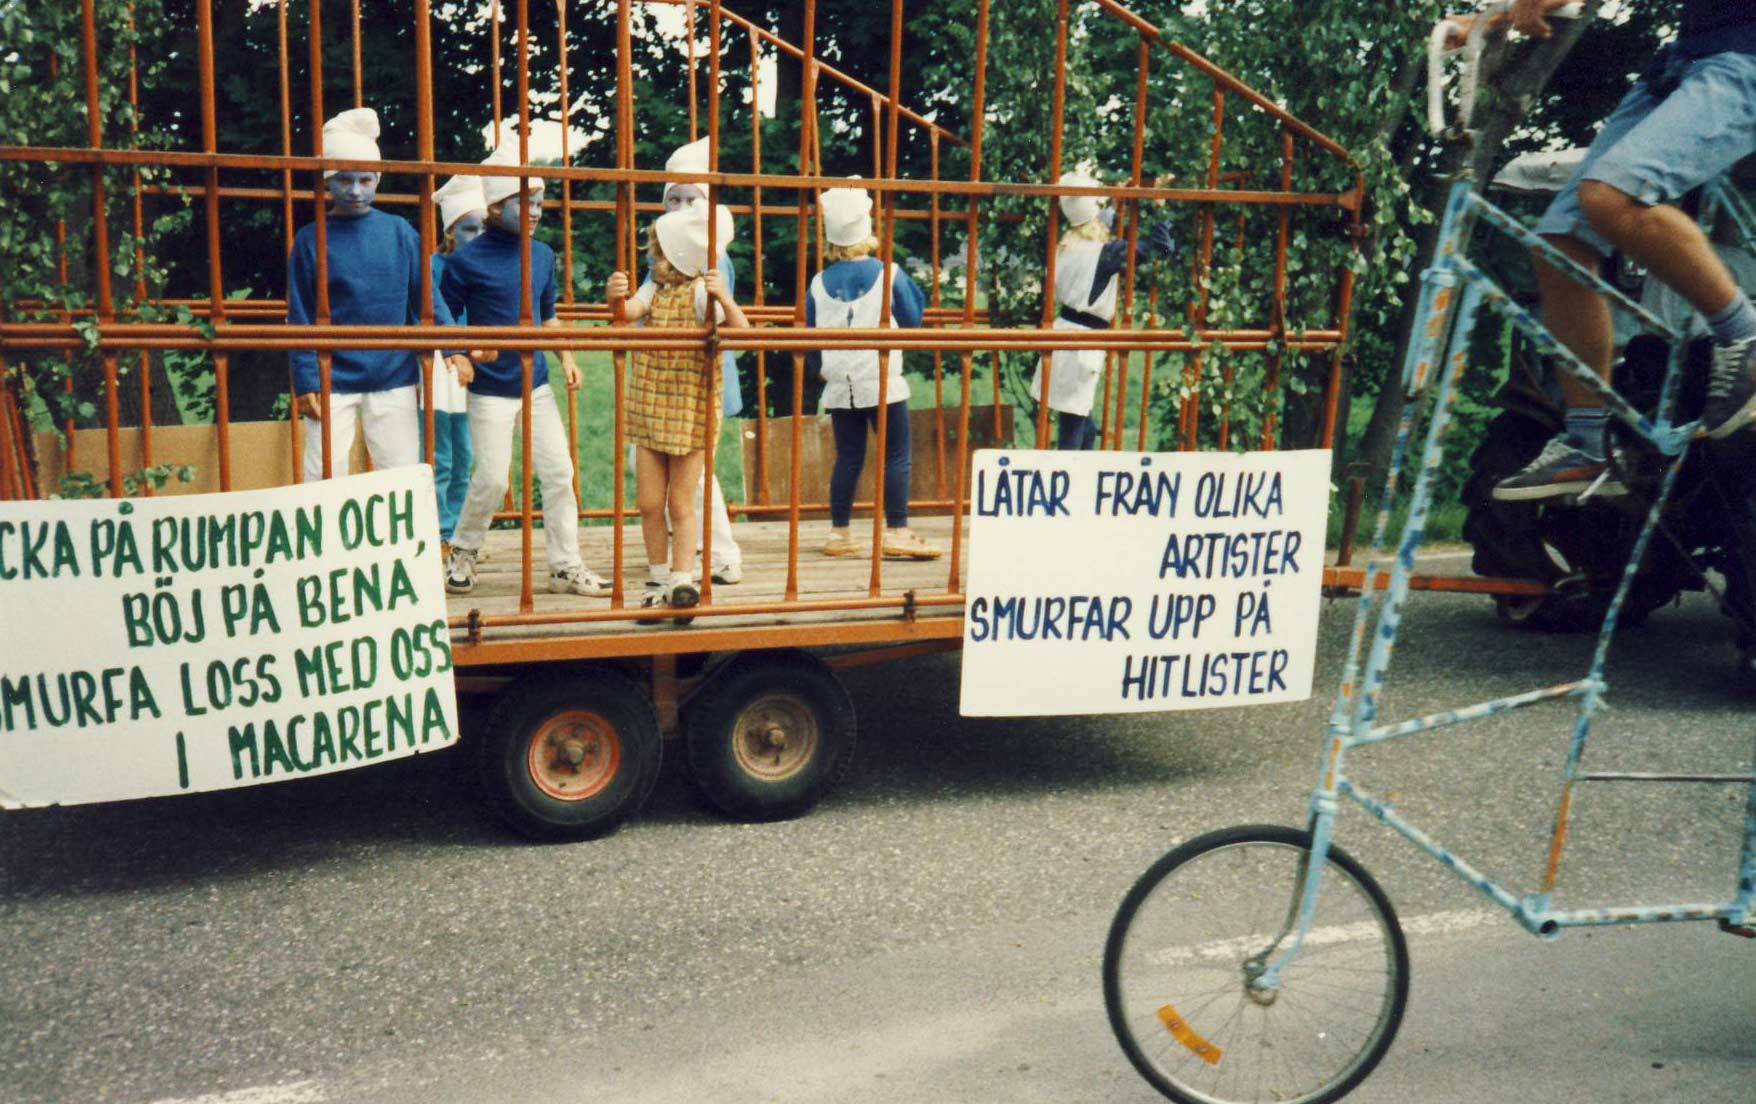 CKA PÅ RUMPAN OCH,
BÖJ PÅ BENA
MURFA LOSS MED OSS
I MACARENA
LÅTAR FRÅN OLIKA
ARTISTER
SMURFAR UPP PÅ
HITLISTER